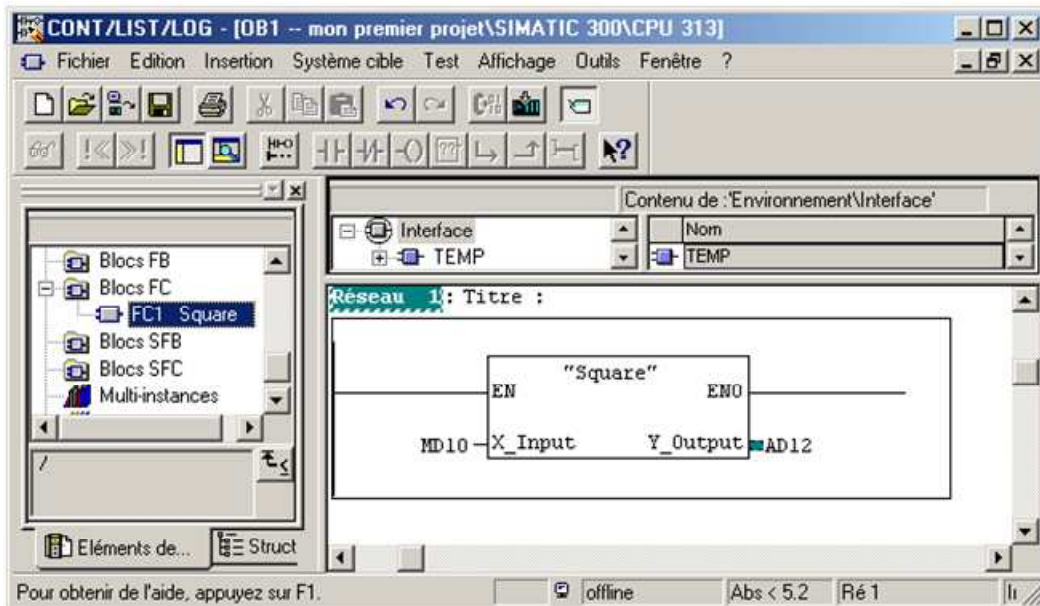 CONT/LIST/LOG - [OB1 -- mon premier projet\SIMATIC 300\CPU 313]
Fichier Edition Insertion Système cible Test Affichage Outils Fenêtre ?
Contenu de :'Environnement\Interface'
Interface
TEMP
Nom
TEMP
Blocs FB
Blocs FC
FC1 Square
Blocs SFB
Blocs SFC
Multi-instances
/
Eléments de...
Struct
Réseau 1: Titre :
"Square"
EN ENO
MD10 X_Input Y_Output AD12
Pour obtenir de l'aide, appuyez sur F1.
offline
Abs < 5.2
Ré 1